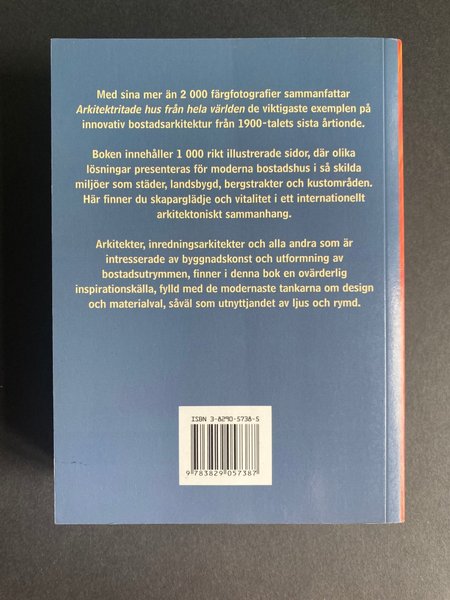 Med sina mer än 2 000 färgfotografier sammanfattar
Arkitektritade hus från hela världen de viktigaste exemplen på
innovativ bostadsarkitektur från 1900-talets sista årtionde.
Boken innehåller 1 000 rikt illustrerade sidor, där olika
lösningar presenteras för moderna bostadshus i så skilda
miljöer som städer, landsbygd, bergstrakter och kustområden.
Här finner du skaparglädje och vitalitet i ett internationellt
arkitektoniskt sammanhang.
Arkitekter, inredningsarkitekter och alla andra som är
intresserade av byggnadskonst och utformning av
bostadsutrymmen, finner i denna bok en ovärderlig
inspirationskälla, fylld med de modernaste tankarna om design
och materialval, såväl som utnyttjandet av ljus och rymd.
ISBN 3-8290-5738-5
9 783829 057387